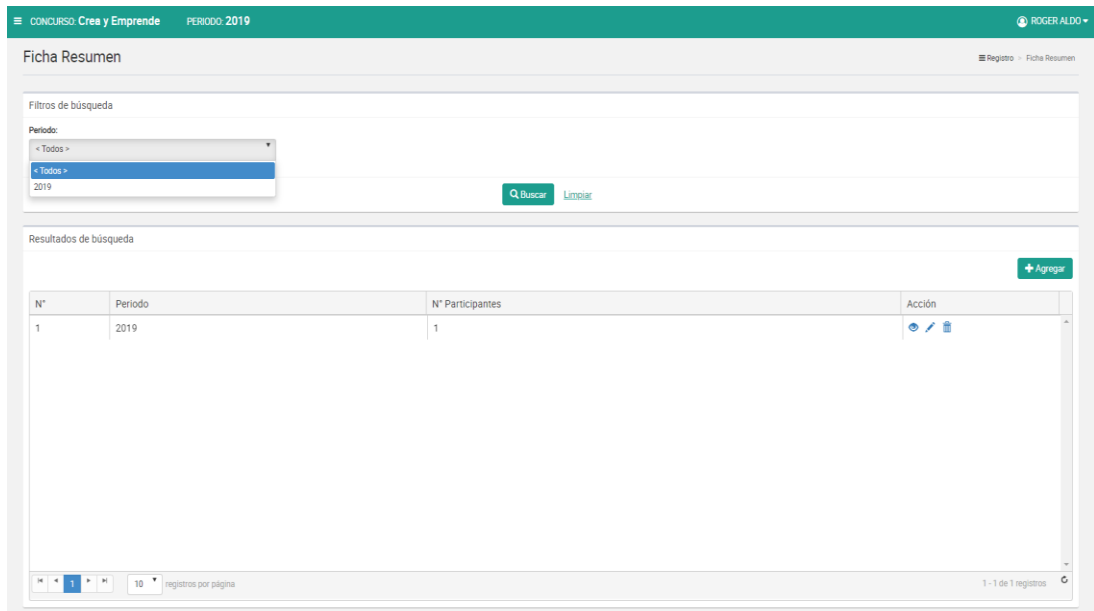 CONCURSO: Crea y Emprende PERIODO: 2019 ROGER ALDO
Ficha Resumen Registro > Ficha Resumen
Filtros de búsqueda
Periodo:
< Todos >
< Todos >
2019
Buscar Limpiar
Resultados de búsqueda
Agregar
N° Periodo N° Participantes Acción
1 2019 1
1 10 registros por página 1 - 1 de 1 registros